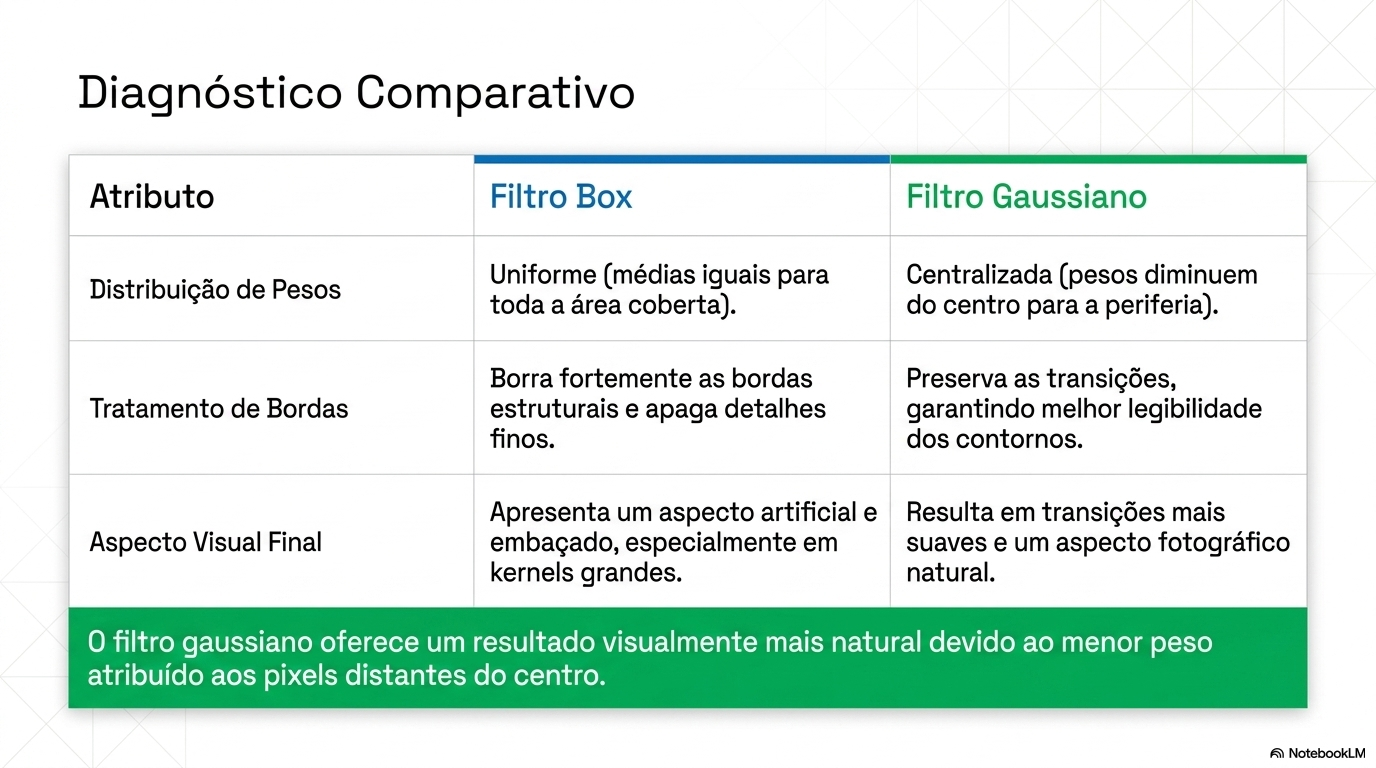 Diagnóstico Comparativo
Atributo
Filtro Box
Filtro Gaussiano
Distribuição de Pesos
Uniforme (médias iguais para
toda a área coberta).
Centralizada (pesos diminuem
do centro para a periferia).
Tratamento de Bordas
Borra fortemente as bordas
estruturais e apaga detalhes
finos.
Preserva as transições,
garantindo melhor legibilidade
dos contornos.
Aspecto Visual Final
Apresenta um aspecto artificial e
embaçado, especialmente em
kernels grandes.
Resulta em transições mais
suaves e um aspecto fotográfico
natural.
O filtro gaussiano oferece um resultado visualmente mais natural devido ao menor peso
atribuído aos pixels distantes do centro.
NotebookLM